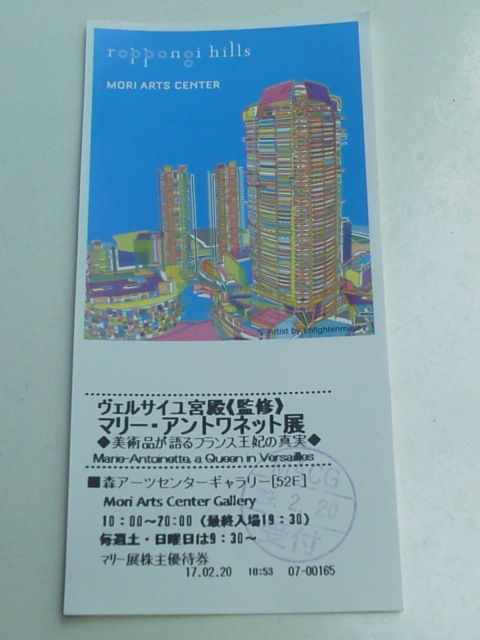 roppongi hills
MORI ARTS CENTER
© Artist by Enlightenment
ヴェルサイユ宮殿《監修》
マリー・アントワネット展
◆美術品が語るフランス王妃の真実◆
Marie-Antoinette, a Queen in Versailles
■森アーツセンターギャラリー[52F]
Mori Arts Center Gallery
10:00～20:00 (最終入場19:30)
毎週土・日曜日は9:30～
マリー展株主優待券
17.02.20 10:53 07-00165
2.20
受付